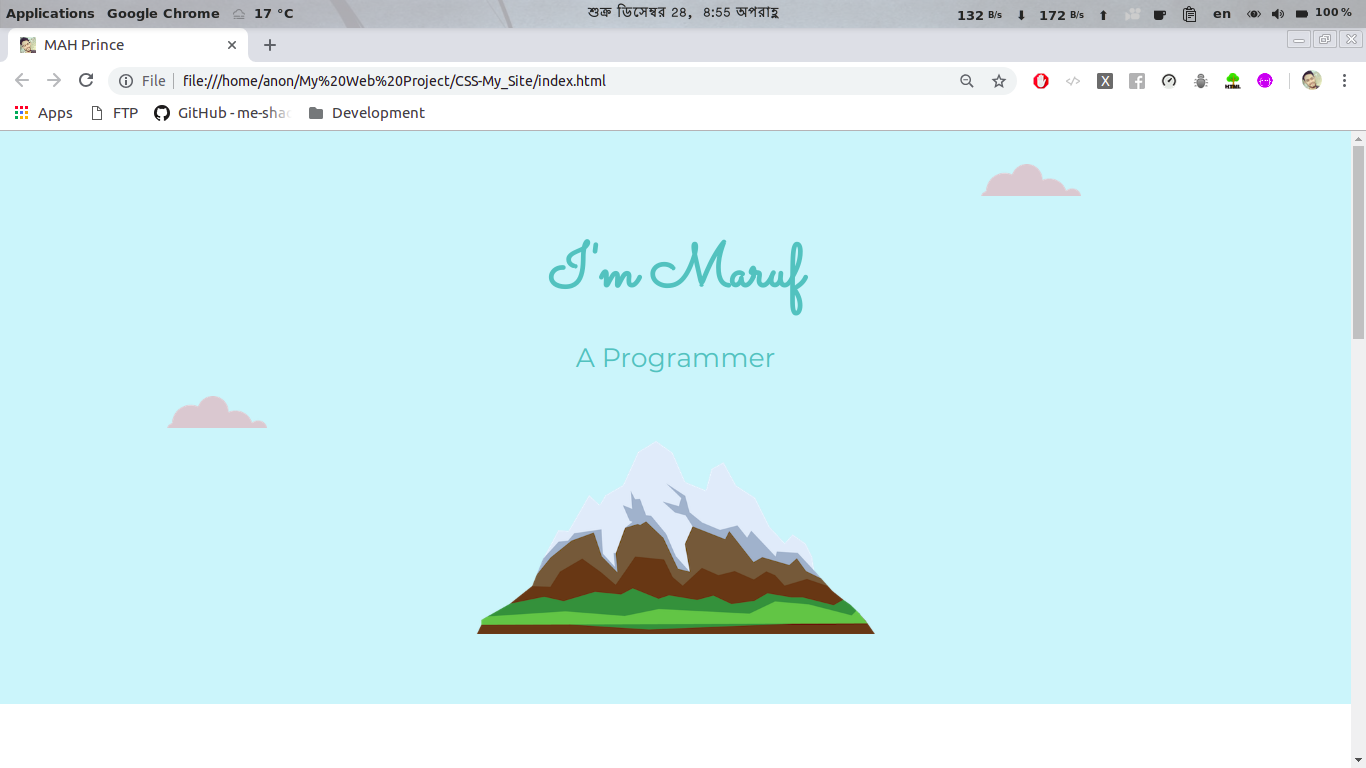 Applications Google Chrome 17 °C শুক্র ডিসেম্বর 28, 8:55 অপরাহ্ণ 132 B/s 172 B/s en 100 %
MAH Prince
File file:///home/anon/My%20Web%20Project/CSS-My_Site/index.html
Apps FTP GitHub - me-shad Development
I'm Maruf
A Programmer